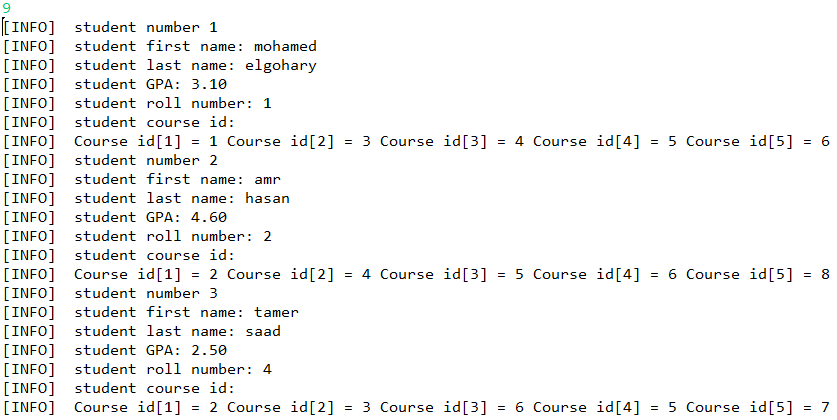 9
[INFO] student number 1
[INFO] student first name: mohamed
[INFO] student last name: elgohary
[INFO] student GPA: 3.10
[INFO] student roll number: 1
[INFO] student course id:
[INFO] Course id[1] = 1 Course id[2] = 3 Course id[3] = 4 Course id[4] = 5 Course id[5] = 6
[INFO] student number 2
[INFO] student first name: amr
[INFO] student last name: hasan
[INFO] student GPA: 4.60
[INFO] student roll number: 2
[INFO] student course id:
[INFO] Course id[1] = 2 Course id[2] = 4 Course id[3] = 5 Course id[4] = 6 Course id[5] = 8
[INFO] student number 3
[INFO] student first name: tamer
[INFO] student last name: saad
[INFO] student GPA: 2.50
[INFO] student roll number: 4
[INFO] student course id:
[INFO] Course id[1] = 2 Course id[2] = 3 Course id[3] = 6 Course id[4] = 5 Course id[5] = 7